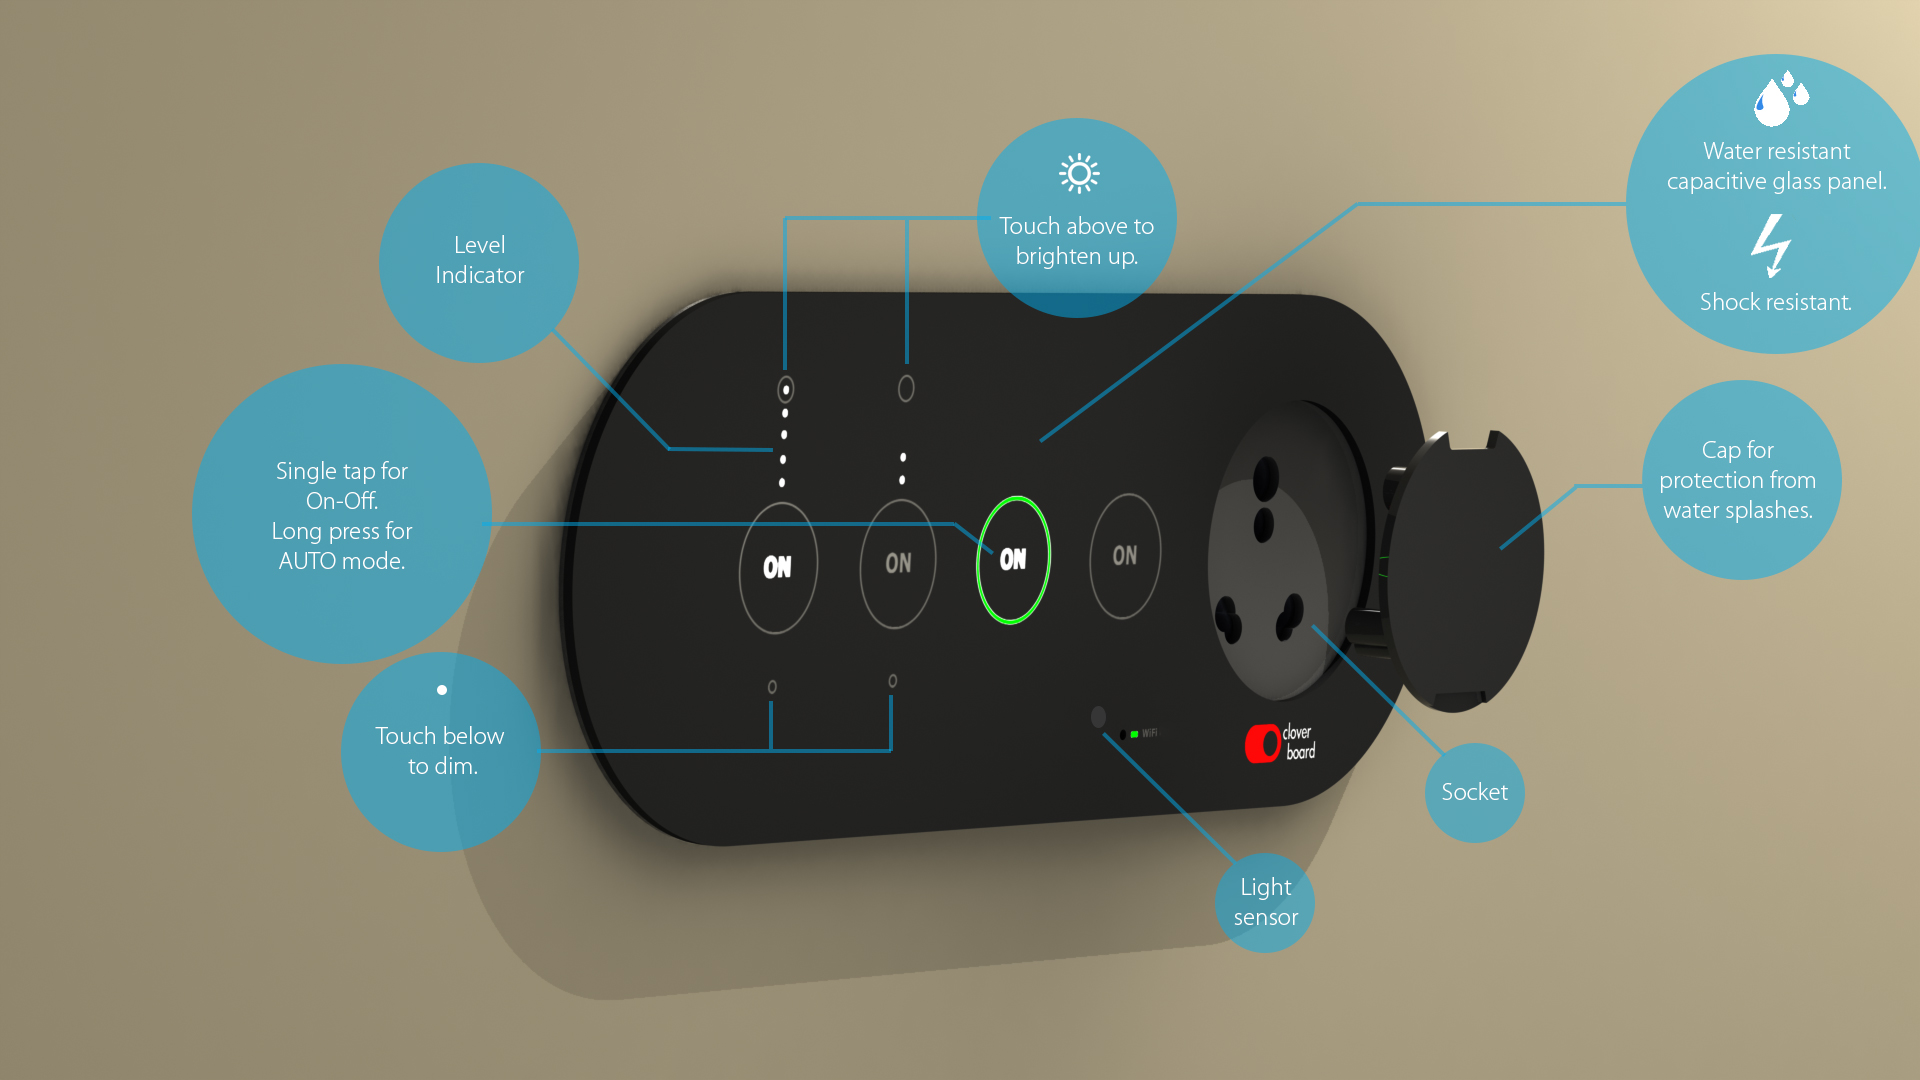 Water resistant
capacitive glass panel.
Shock resistant.
Touch above to
brighten up.
Level
Indicator
Cap for
protection from
water splashes.
Single tap for
On-Off.
Long press for
AUTO mode.
ON
ON
ON
ON
Touch below
to dim.
WiFi
clover
board
Socket
Light
sensor